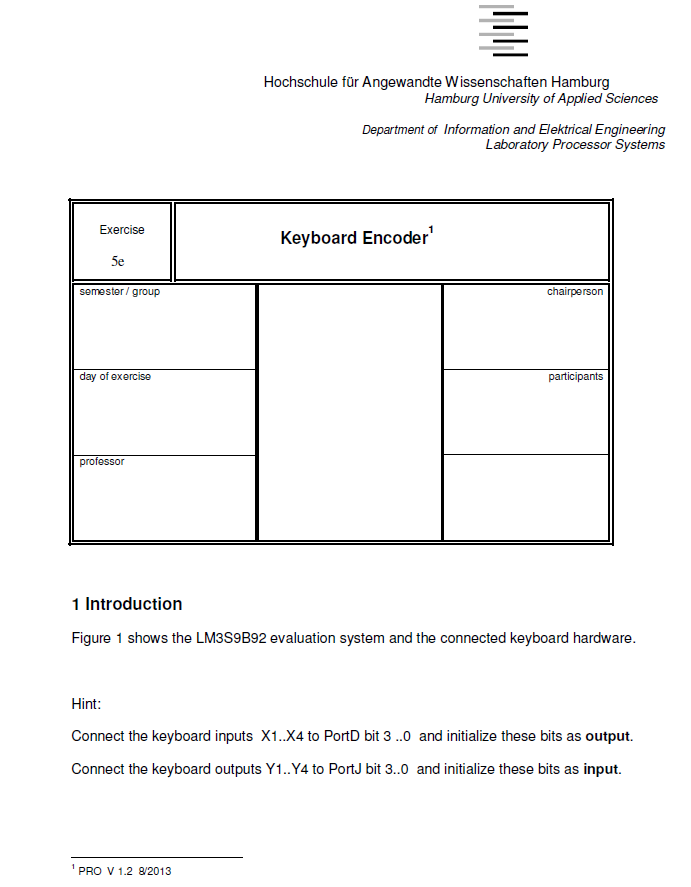 Hochschule für Angewandte Wissenschaften Hamburg
Hamburg University of Applied Sciences
Department of Information and Elektrical Engineering
Laboratory Processor Systems
Exercise
5e
Keyboard Encoder1
semester / group
chairperson
day of exercise
participants
professor
1 Introduction
Figure 1 shows the LM3S9B92 evaluation system and the connected keyboard hardware.
Hint:
Connect the keyboard inputs X1..X4 to PortD bit 3 ..0 and initialize these bits as output.
Connect the keyboard outputs Y1..Y4 to PortJ bit 3..0 and initialize these bits as input.
1 PRO V 1.2 8/2013